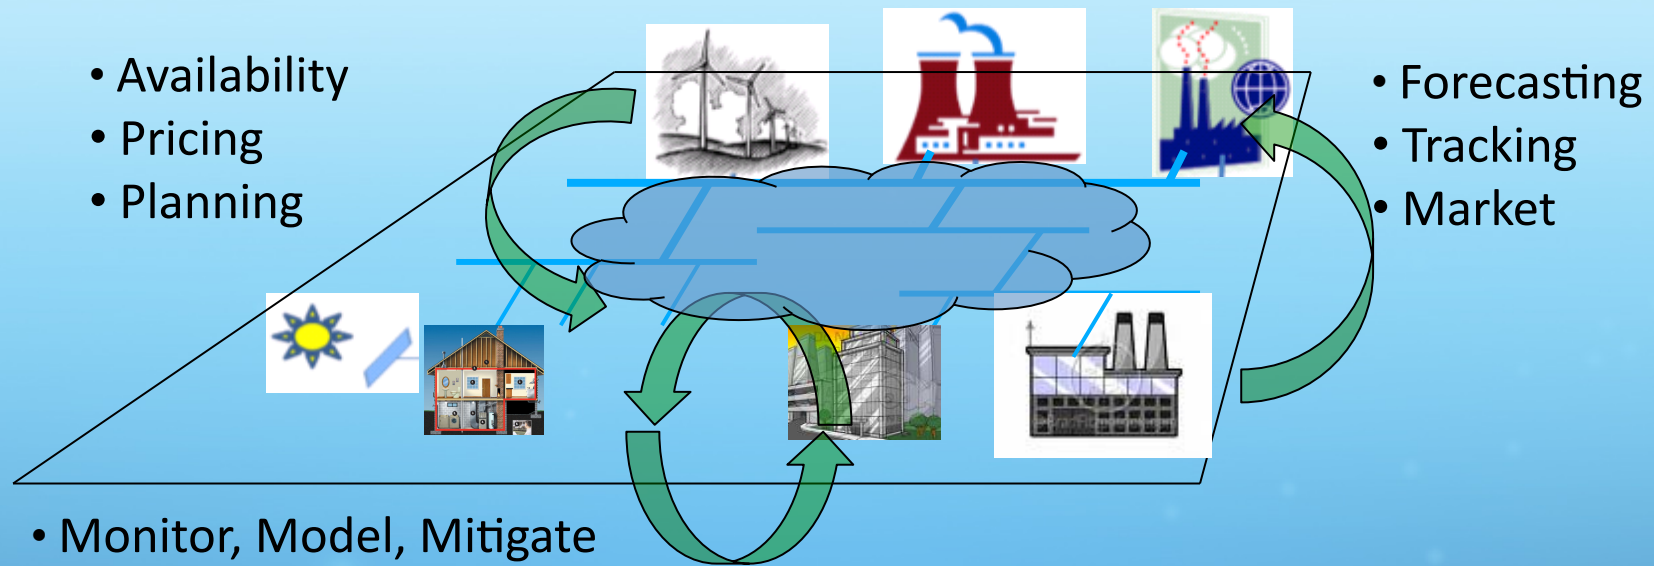 • Availability
• Pricing
• Planning
• Forecasting
• Tracking
• Market
• Monitor, Model, Mitigate